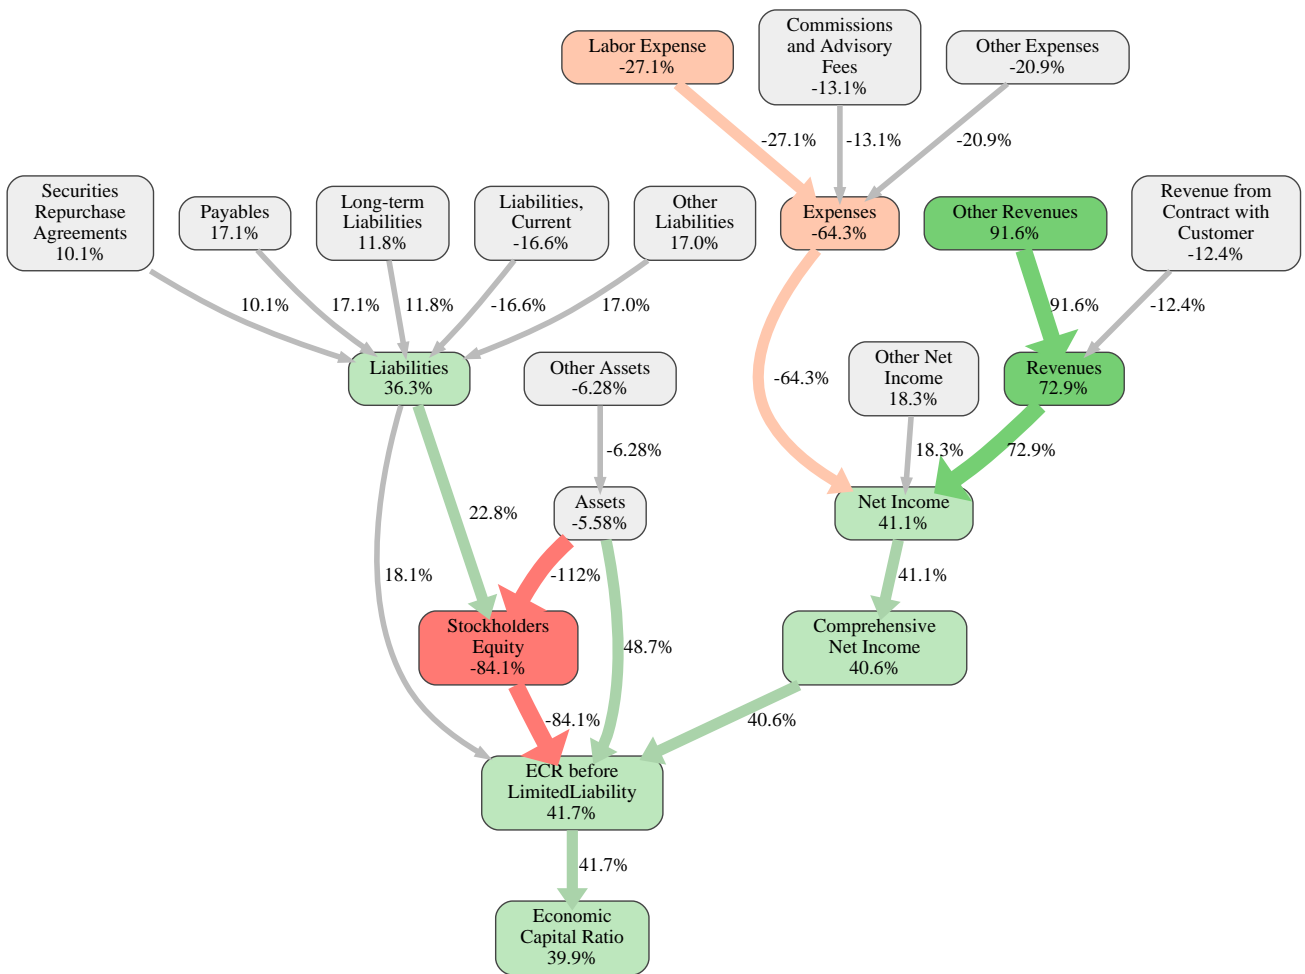 Labor Expense
-27.1%
Commissions
and Advisory
Fees
-13.1%
Other Expenses
-20.9%
-27.1%
-13.1%
-20.9%
Securities
Repurchase
Agreements
10.1%
Payables
17.1%
Long-term
Liabilities
11.8%
Liabilities,
Current
-16.6%
Other
Liabilities
17.0%
Expenses
-64.3%
Other Revenues
91.6%
Revenue from
Contract with
Customer
-12.4%
10.1%
17.1%
11.8%
-16.6%
17.0%
91.6%
-12.4%
Liabilities
36.3%
Other Assets
-6.28%
-64.3%
Other Net
Income
18.3%
Revenues
72.9%
-6.28%
18.3%
72.9%
22.8%
Assets
-5.58%
Net Income
41.1%
18.1%
-112%
41.1%
Stockholders
Equity
-84.1%
48.7%
Comprehensive
Net Income
40.6%
-84.1%
40.6%
ECR before
LimitedLiability
41.7%
41.7%
Economic
Capital Ratio
39.9%